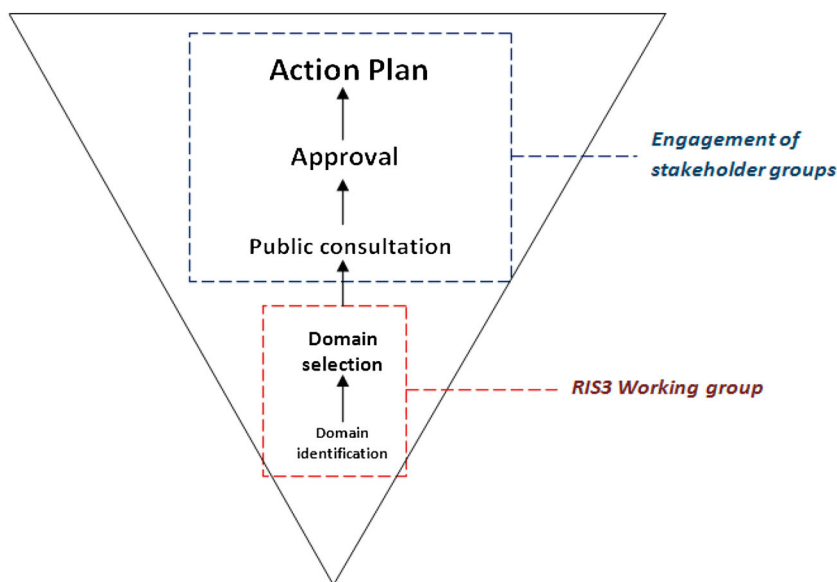 Action Plan
Approval
Engagement of
stakeholder groups
Public consultation
Domain
selection
RIS3 Working group
Domain
identification